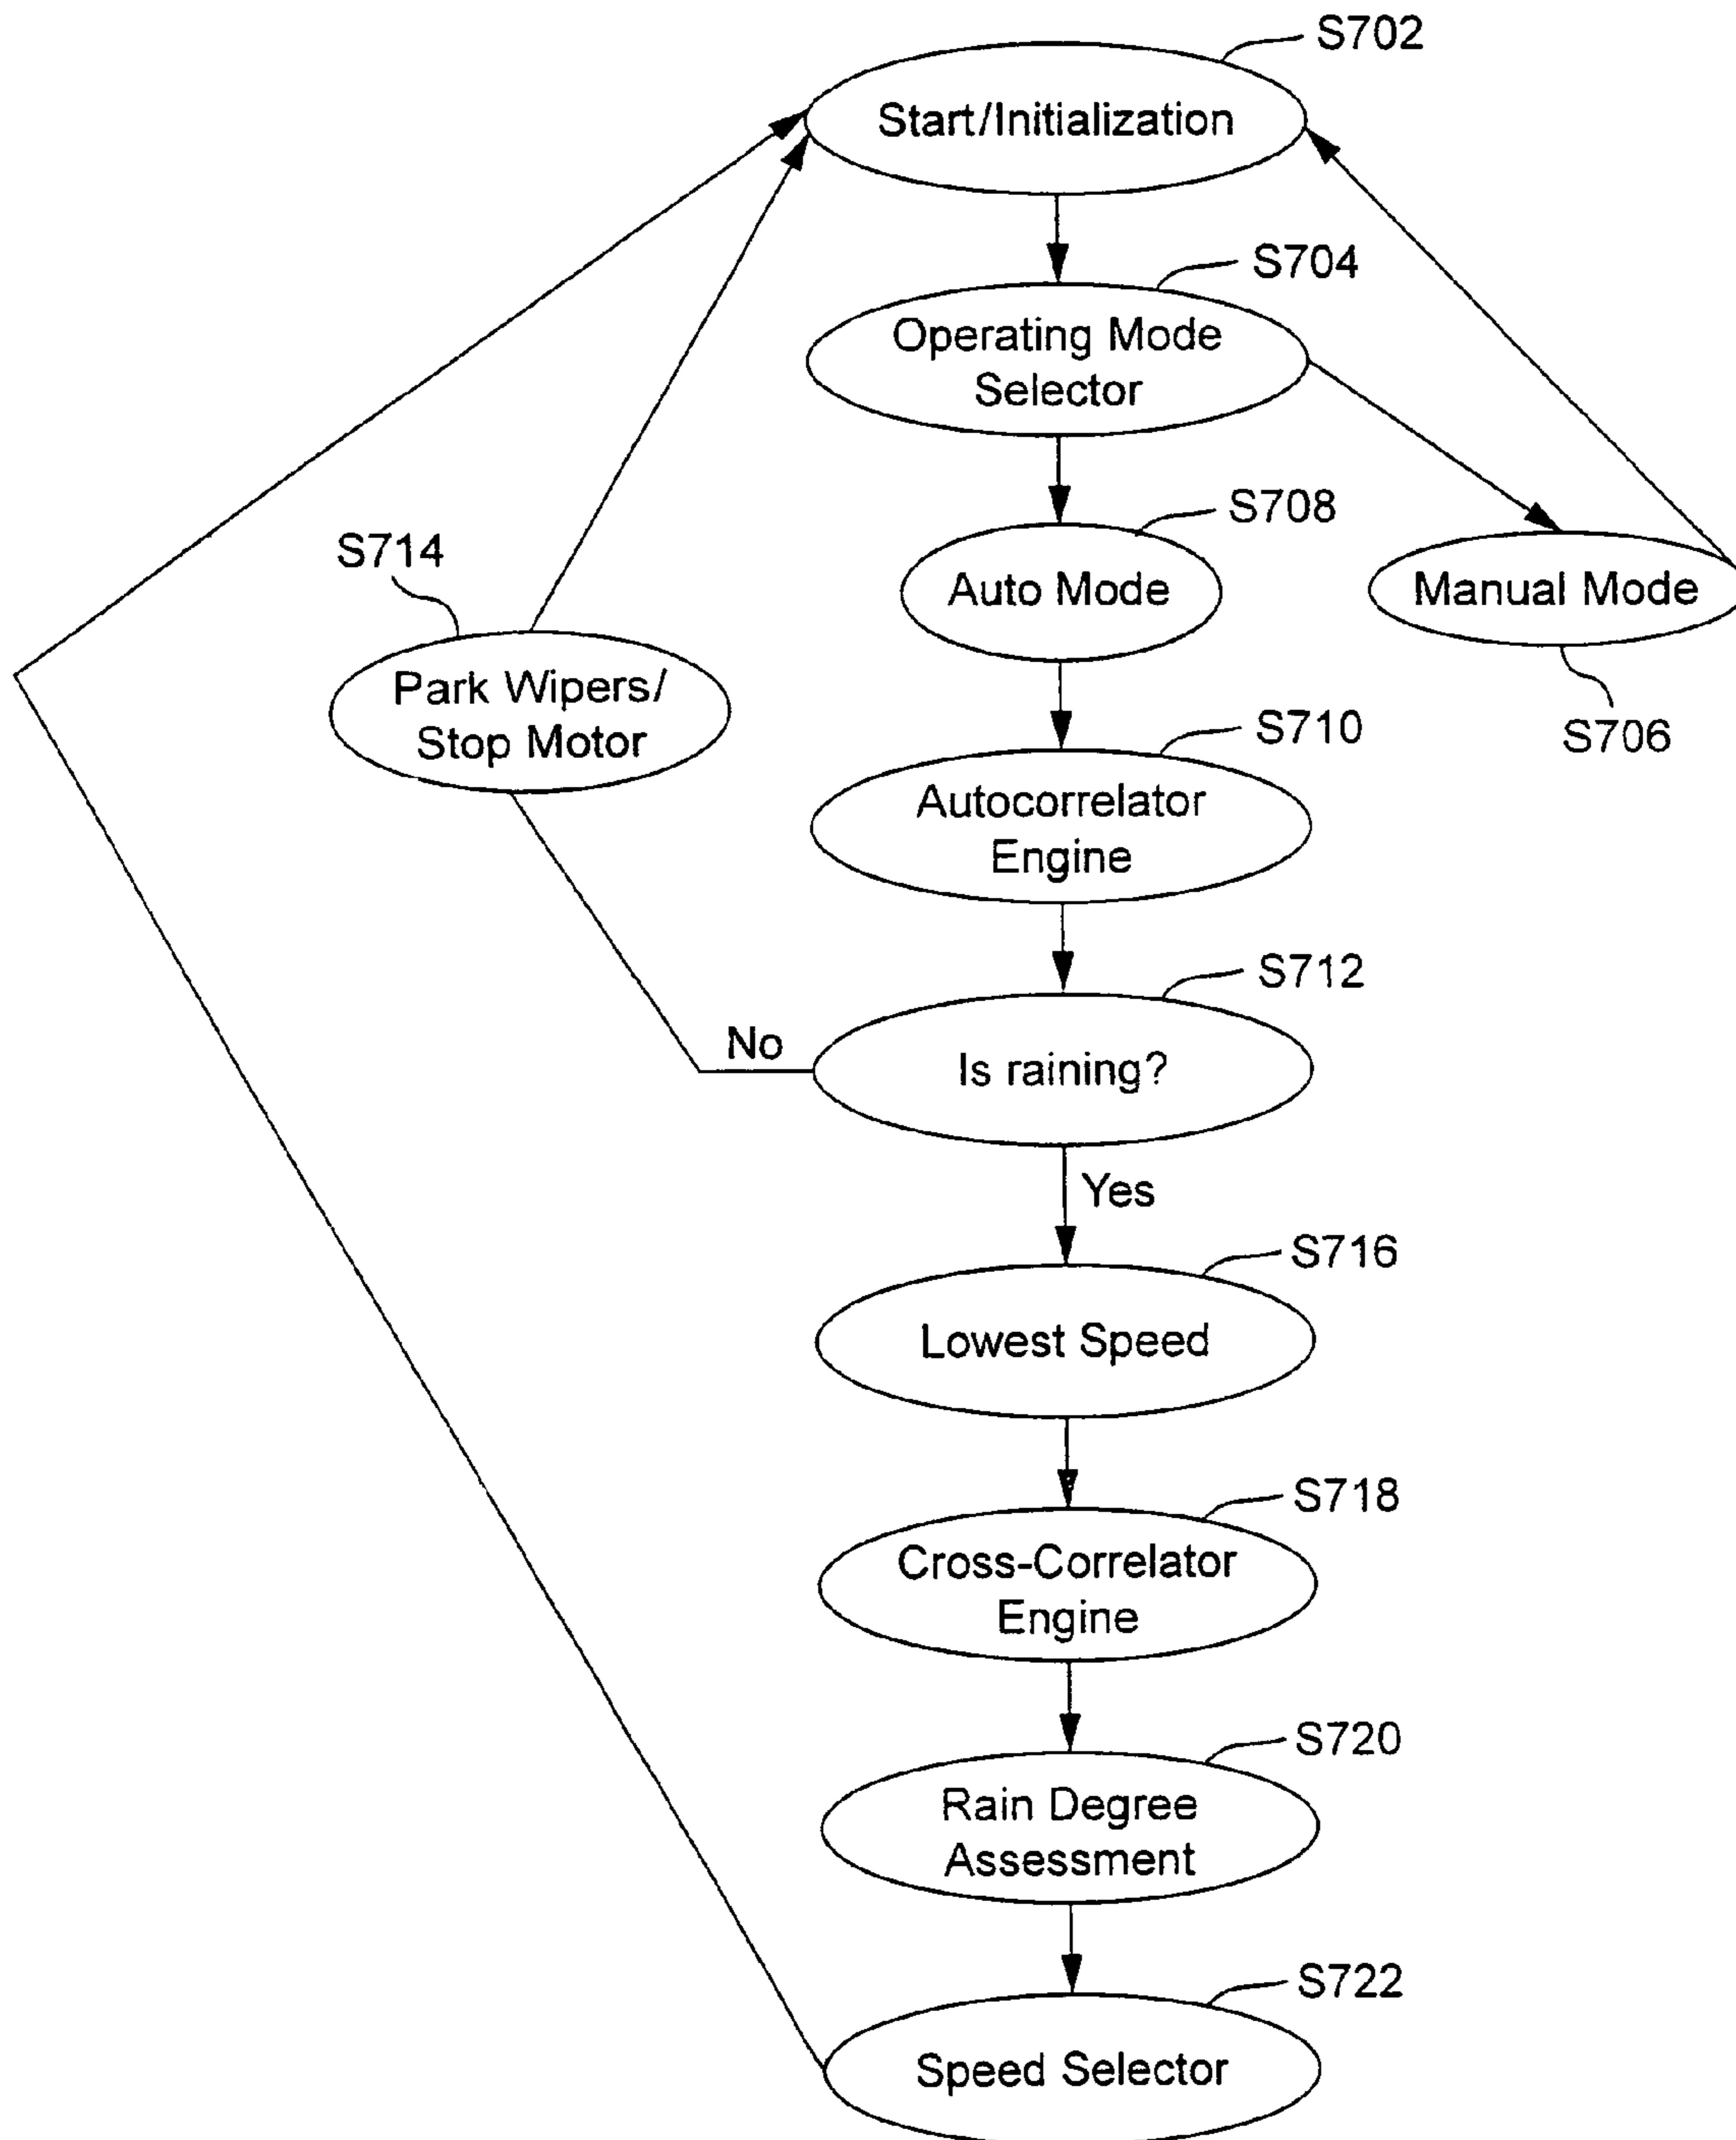 S702
Start/Initialization
S704
Operating Mode
Selector
S708
Auto Mode
Manual Mode
S706
S714
Park Wipers/
Stop Motor
S710
Autocorrelator
Engine
S712
No
Is raining?
Yes
S716
Lowest Speed
S718
Cross-Correlator
Engine
S720
Rain Degree
Assessment
S722
Speed Selector